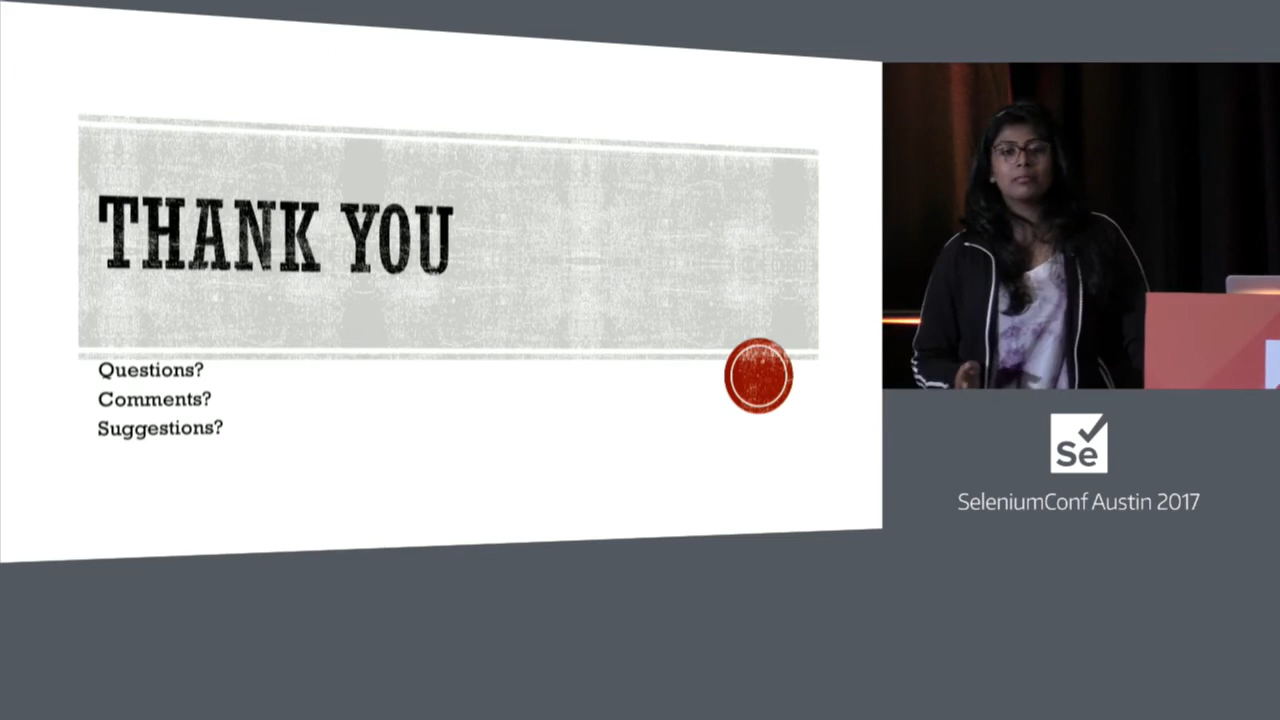 THANK YOU
Questions?
Comments?
Suggestions?
Se
SeleniumConf Austin 2017